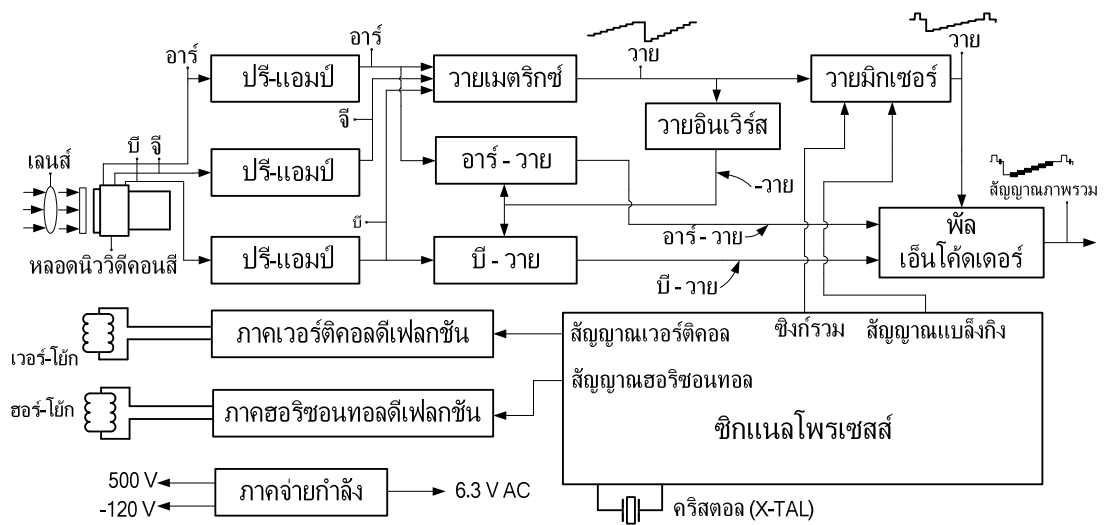 อาร์
วาย
วาย
อาร์
ปรี-แอมป์
วายเมตริกซ์
วายมิกเซอร์
จี
วายอินเวิร์ส
บี
จี
เลนส์
ปรี-แอมป์
อาร์ - วาย
-วาย
สัญญาณภาพรวม
บี
อาร์ - วาย
พัล
เอ็นโค้ดเดอร์
หลอดนิววิดีคอนสี
ปรี-แอมป์
บี - วาย
บี - วาย
ภาคเวอร์ติคอลดีเฟลกชัน
สัญญาณเวอร์ติคอล
ซิงก์รวม
สัญญาณแบล็งกิง
เวอร์-โย้ก
สัญญาณฮอริซอนทอล
ฮอร์-โย้ก
ภาคฮอริซอนทอลดีเฟลกชัน
ซิกแนลโพรเซสส์
500 V
-120 V
ภาคจ่ายกำลัง
6.3 V AC
คริสตอล (X-TAL)